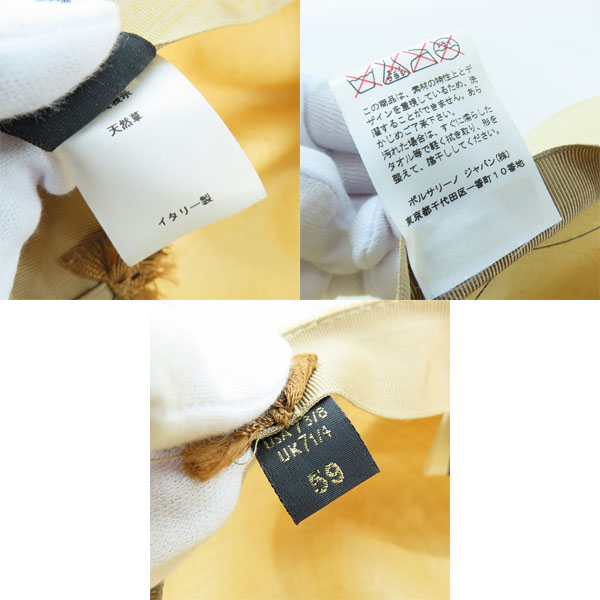 天然草
イタリー製
この商品は、素材の特性上とデ
ザインを重視しているため、洗
濯することができません。あら
かじめご了承下さい。
汚れた場合は、すぐに濡らした
タオル等で軽く拭き取り、形を
整えて、陰干ししてください。
ボルサリーノ ジャパン(株)
東京都千代田区一番町10番地
USA 7 3/8
UK 7 1/4
59